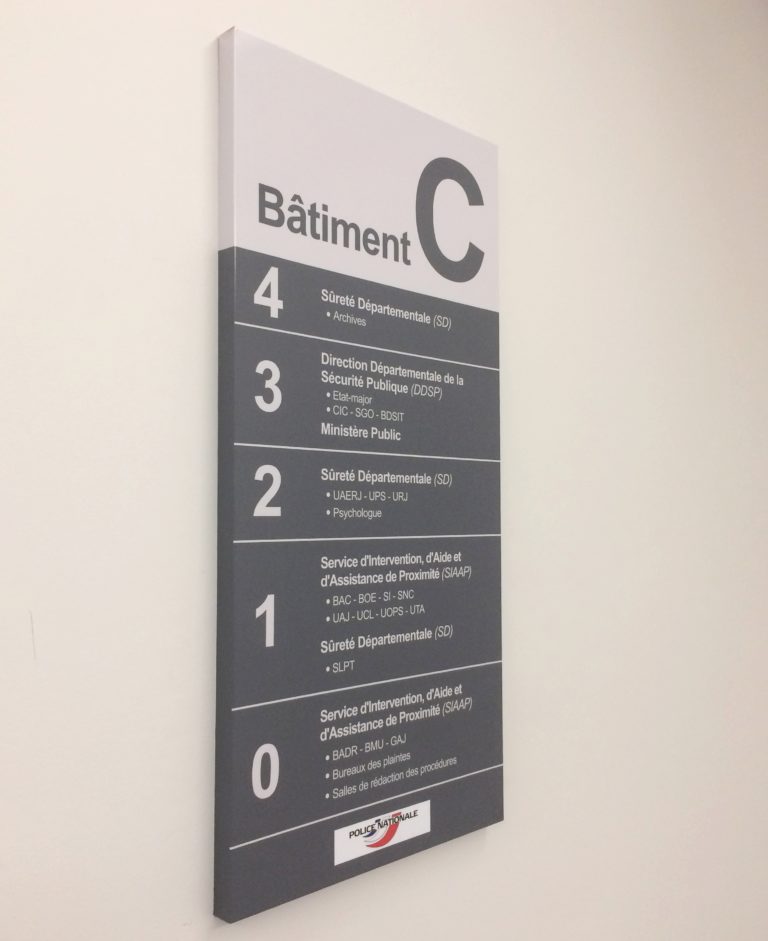 Bâtiment C
4
Sûreté Départementale (SD)
• Archives
3
Direction Départementale de la
Sécurité Publique (DDSP)
• Etat-major
• CIC - SGO - BDSIT
Ministère Public
2
Sûreté Départementale (SD)
• UAERJ - UPS - URJ
• Psychologue
1
Service d'Intervention, d'Aide et
d'Assistance de Proximité (SIAAP)
• BAC - BOE - SI - SNC
• UAJ - UCL - UOPS - UTA
Sûreté Départementale (SD)
• SLPT
0
Service d'Intervention, d'Aide et
d'Assistance de Proximité (SIAAP)
• BADR - BMU - GAJ
• Bureaux des plaintes
• Salles de rédaction des procédures
POLICE NATIONALE